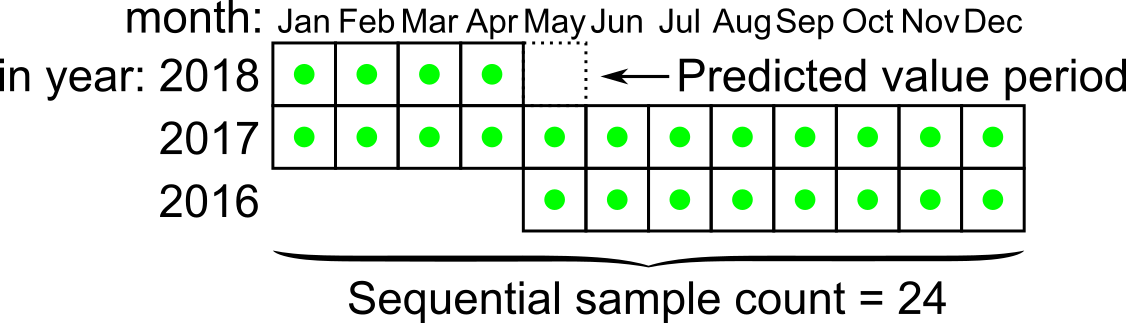 month: Jan Feb Mar Apr May Jun Jul Aug Sep Oct Nov Dec
in year: 2018 Predicted value period
2017
2016
Sequential sample count = 24